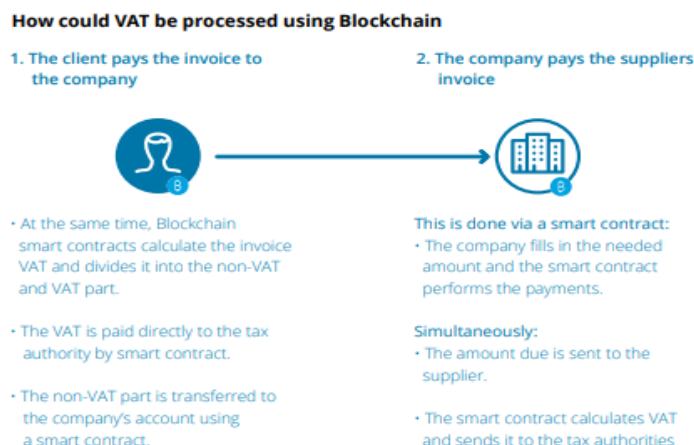 How could VAT be processed using Blockchain
1. The client pays the invoice to
the company
2. The company pays the suppliers
invoice
• At the same time, Blockchain
smart contracts calculate the invoice
VAT and divides it into the non-VAT
and VAT part.
• The VAT is paid directly to the tax
authority by smart contract.
• The non-VAT part is transferred to
the company's account using
a smart contract.
This is done via a smart contract:
• The company fills in the needed
amount and the smart contract
performs the payments.
Simultaneously:
• The amount due is sent to the
supplier.
• The smart contract calculates VAT
and sends it to the tax authorities